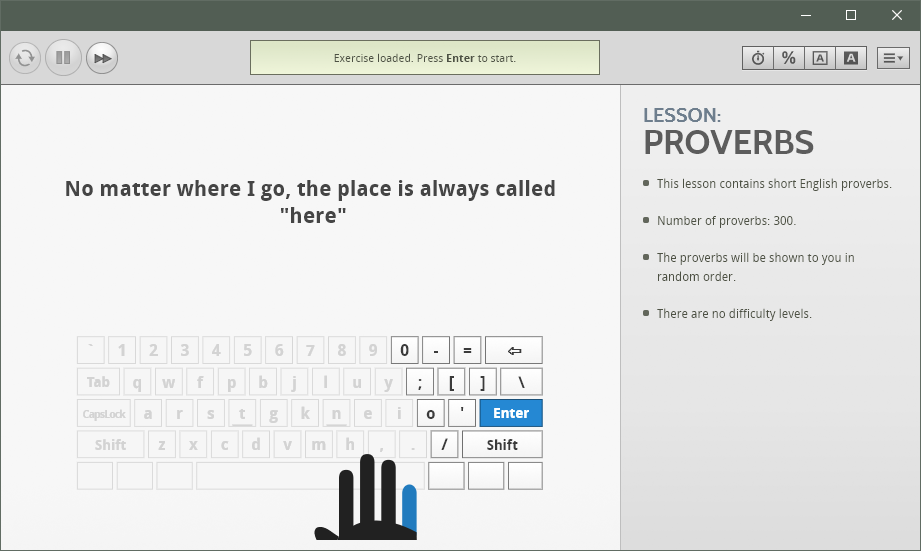 Exercise loaded. Press Enter to start.
%
A
A
LESSON:
PROVERBS
This lesson contains short English proverbs.
Number of proverbs: 300.
The proverbs will be shown to you in
random order.
There are no difficulty levels.
No matter where I go, the place is always called
"here"
` 1 2 3 4 5 6 7 8 9 0 - =
Tab q w f p b j l u y ; [ ] \
CapsLock a r s t g k n e i o ' Enter
Shift z x c d v m h , . / Shift